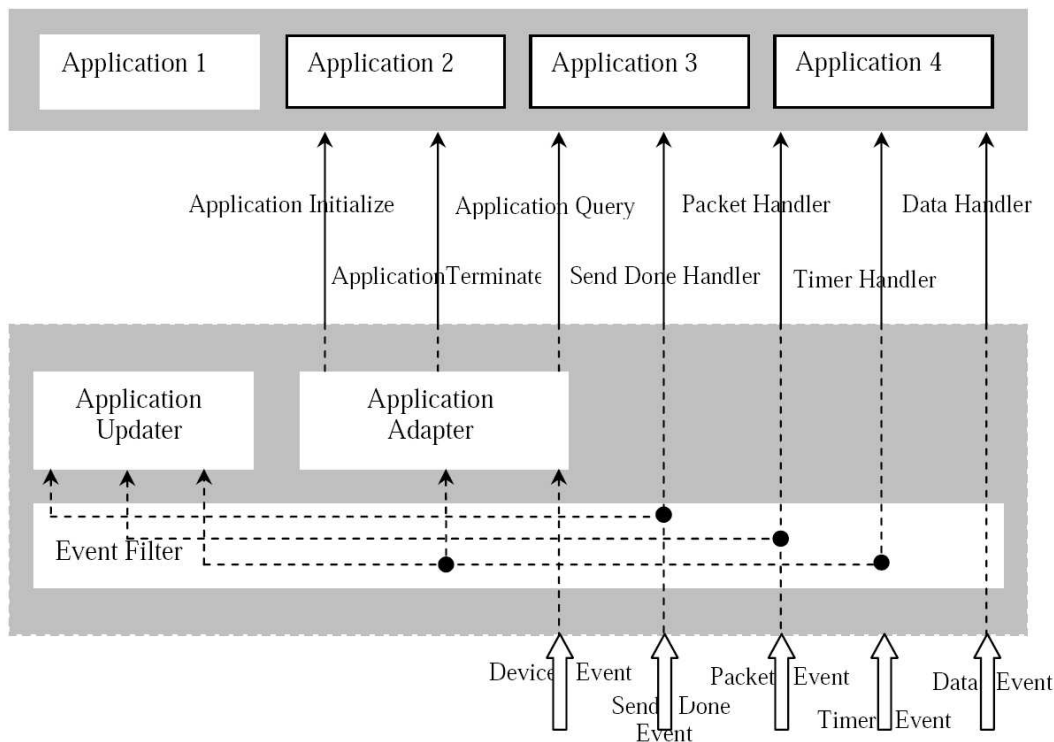 Application 1
Application 2
Application 3
Application 4
Application Initialize
Application Query
Packet Handler
Data Handler
ApplicationTerminate
Send Done Handler
Timer Handler
Application
Updater
Application
Adapter
Event Filter
Device Event
Send Done
Event
Packet Event
Timer Event
Data Event